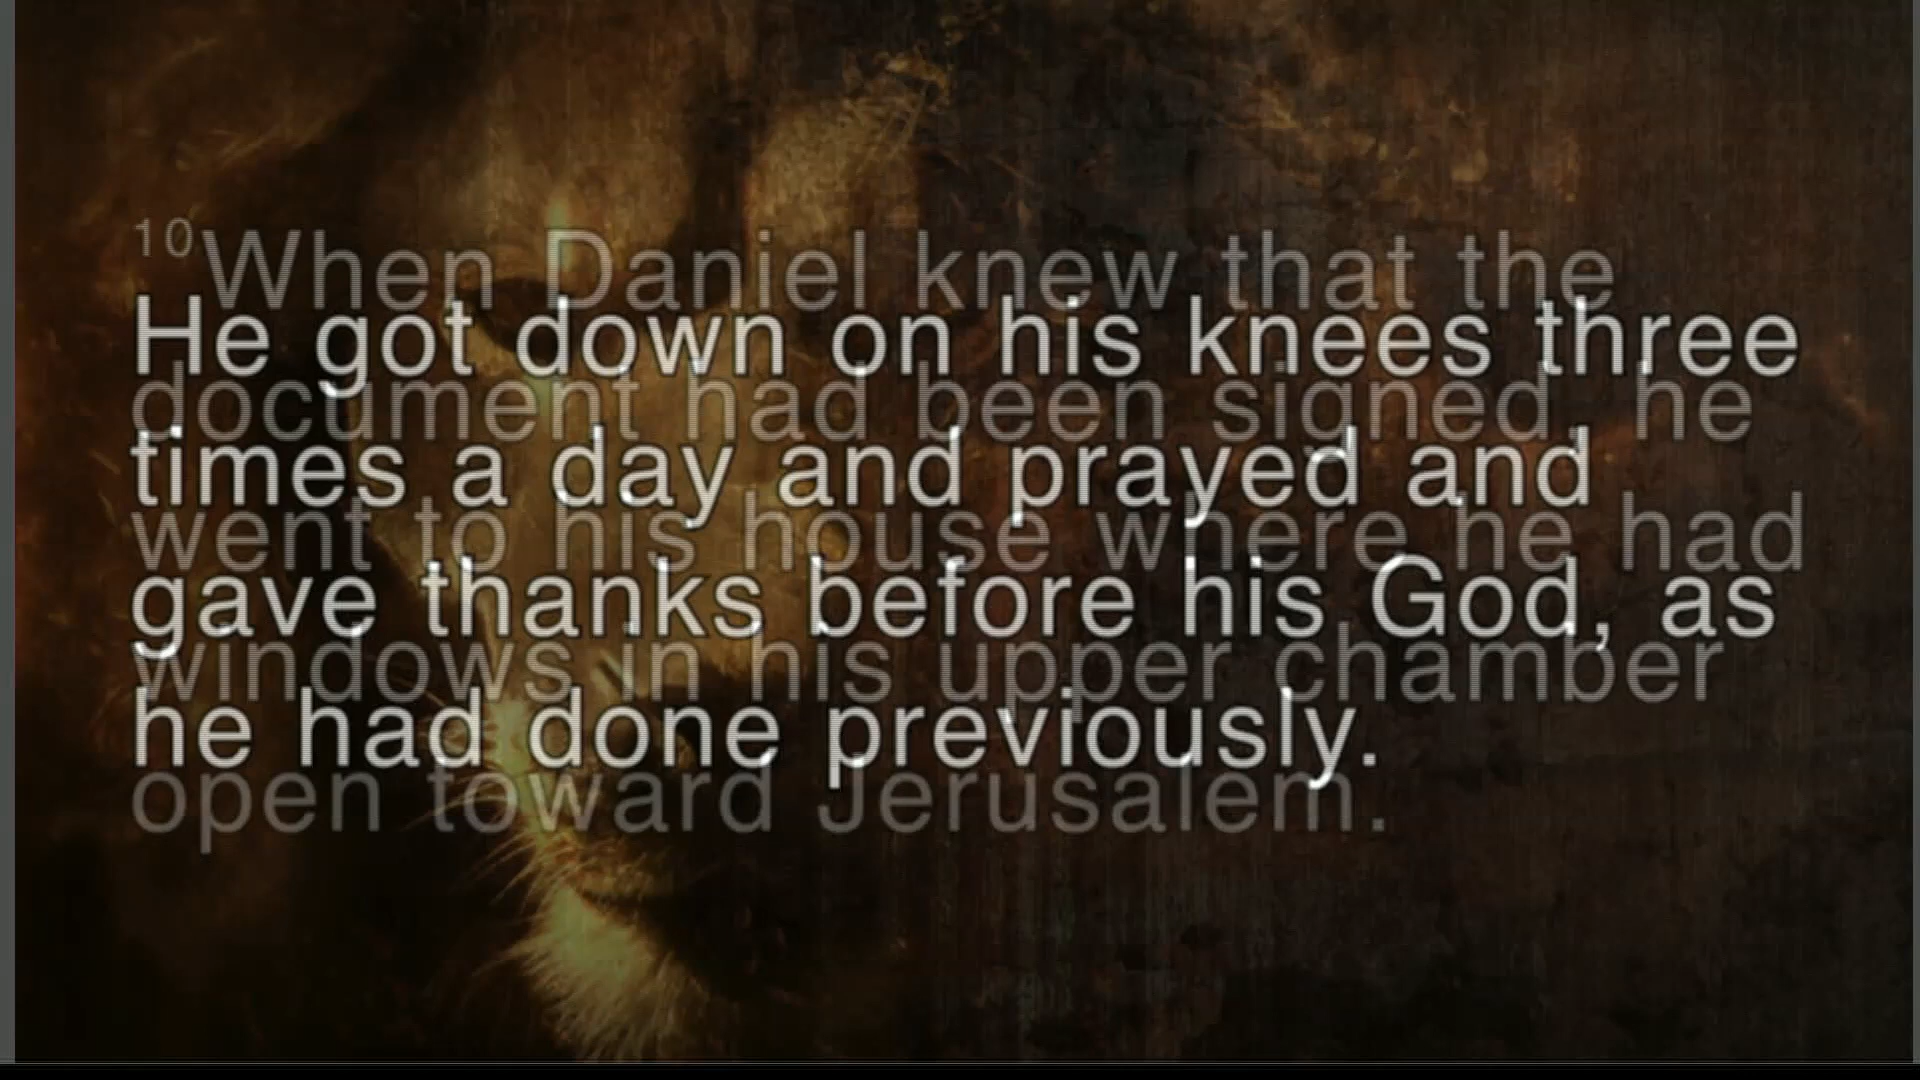 ¹⁰When Daniel knew that the
document had been signed, he
went to his house where he had
windows in his upper chamber
open toward Jerusalem.
He got down on his knees three
times a day and prayed and
gave thanks before his God, as
he had done previously.